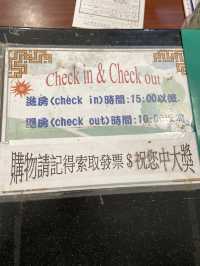 Check in & Check out
進房(check in)時間:15:00以後
退房(check out)時間:10:00
購物請記得索取發票$祝您中大獎